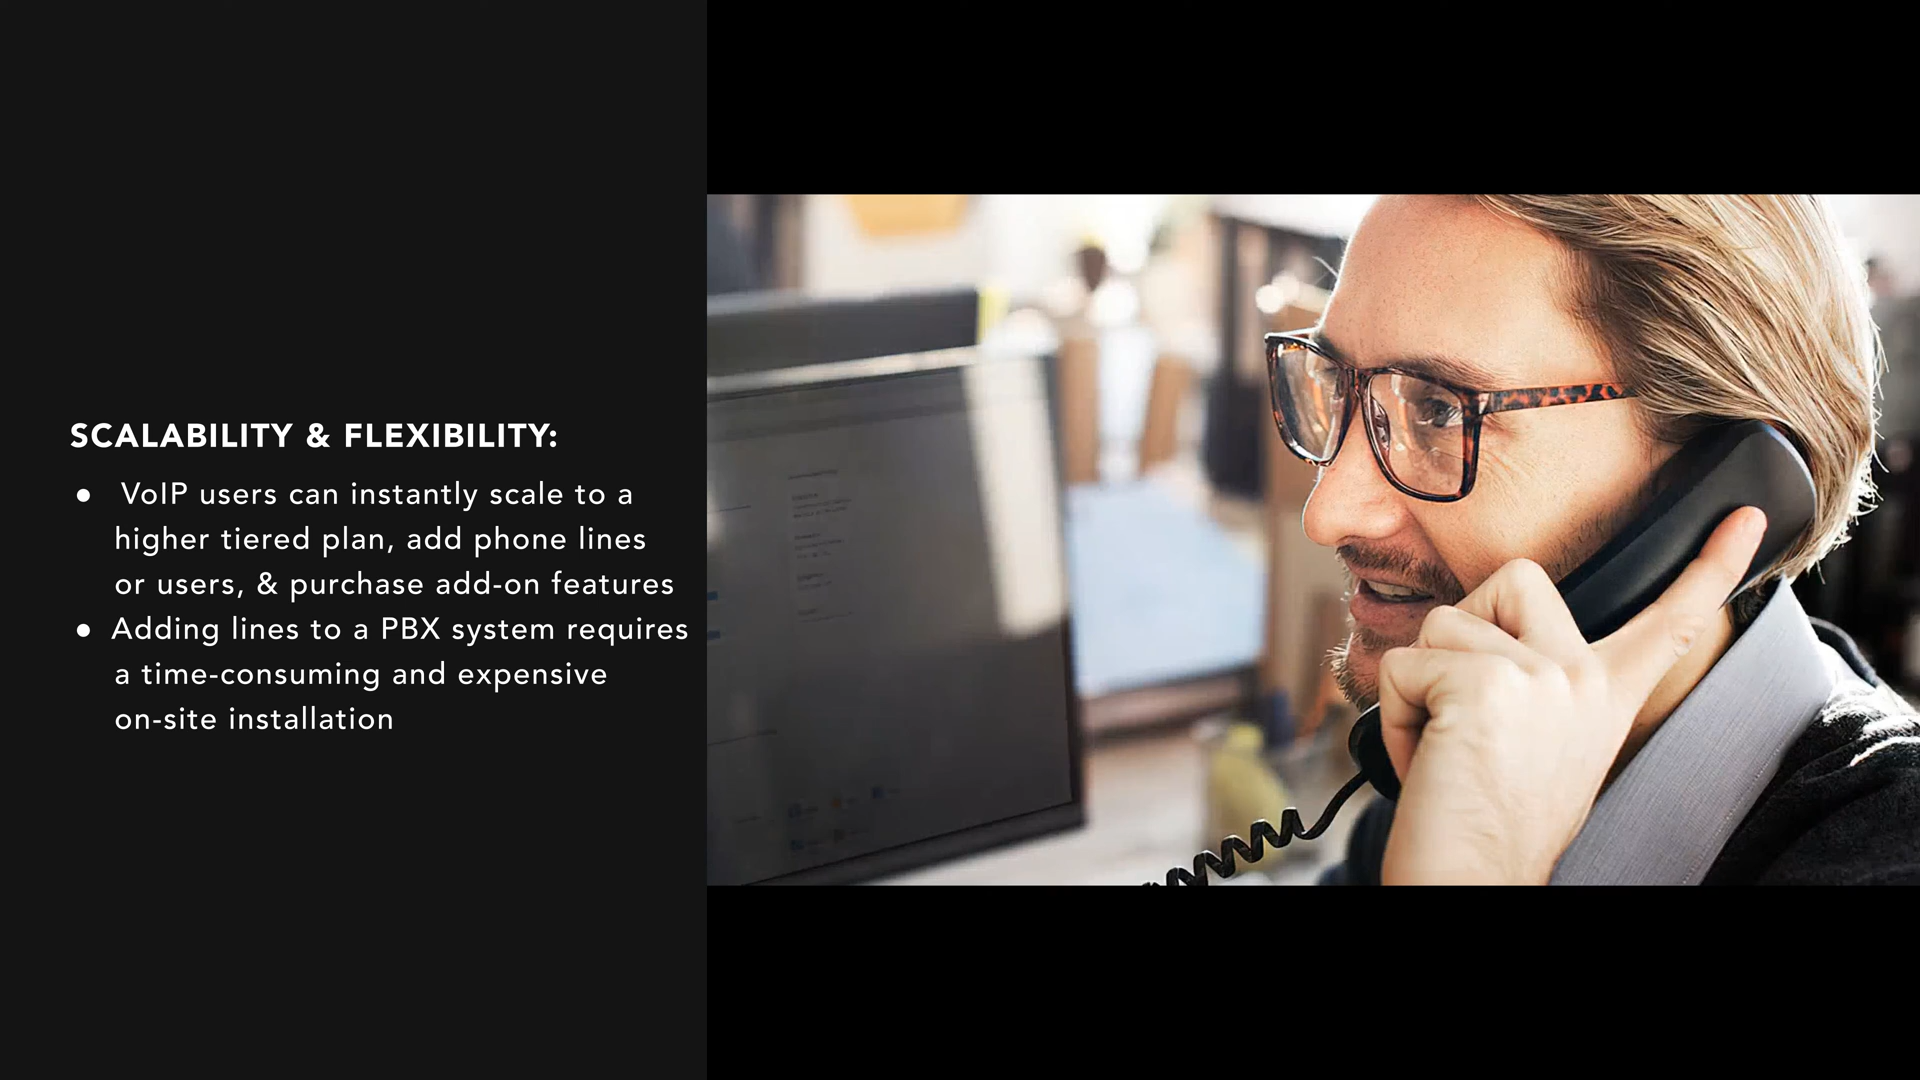 SCALABILITY & FLEXIBILITY:
● VoIP users can instantly scale to a
higher tiered plan, add phone lines
or users, & purchase add-on features
● Adding lines to a PBX system requires
a time-consuming and expensive
on-site installation